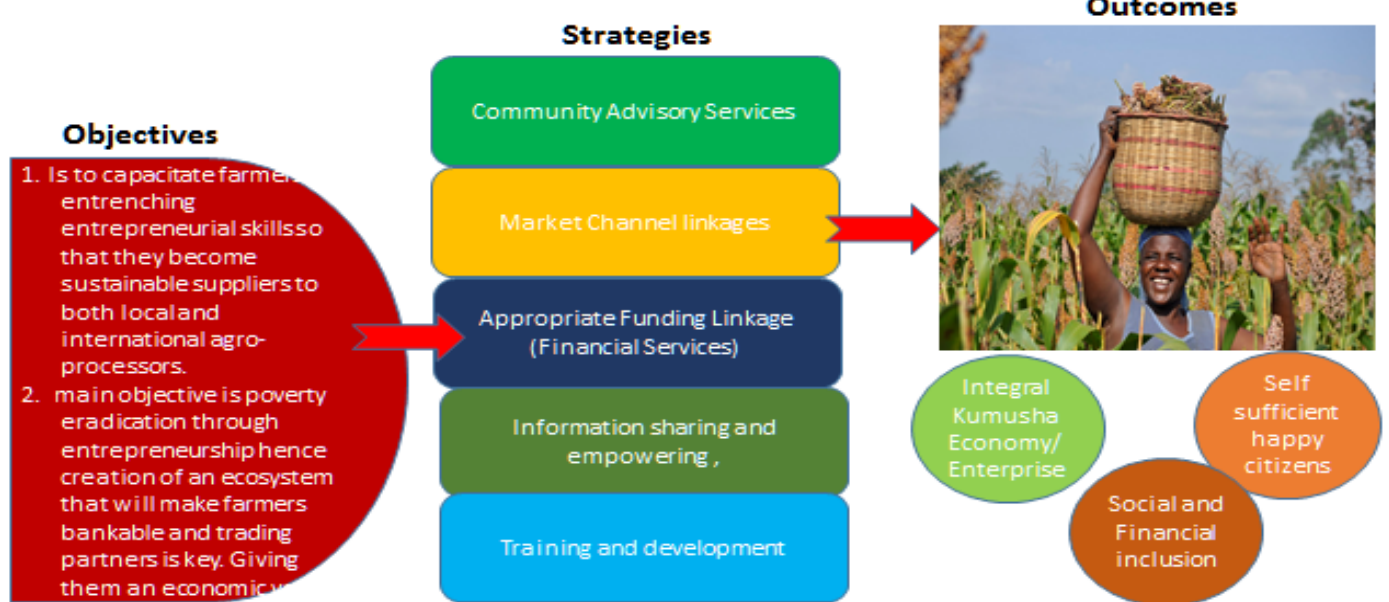 Objectives
1. Is to capacitate
entrenching
entrepreneurial skills so
that they become
sustainable suppliers to
both local and
international agro-
processors.
2. main objective is poverty
eradication through
entrepreneurship hence
creation of an ecosystem
that will make farmers
bankable and trading
partners is key. Giving
them an economic
Strategies
Community Advisory Services
Market Channel linkages
Appropriate Funding Linkage
(Financial Services)
Information sharing and
empowering ,
Training and development
Outcomes
Integral
Kumusha
Economy/
Enterprise
Self
sufficient
happy
citizens
Social and
Financial
inclusion